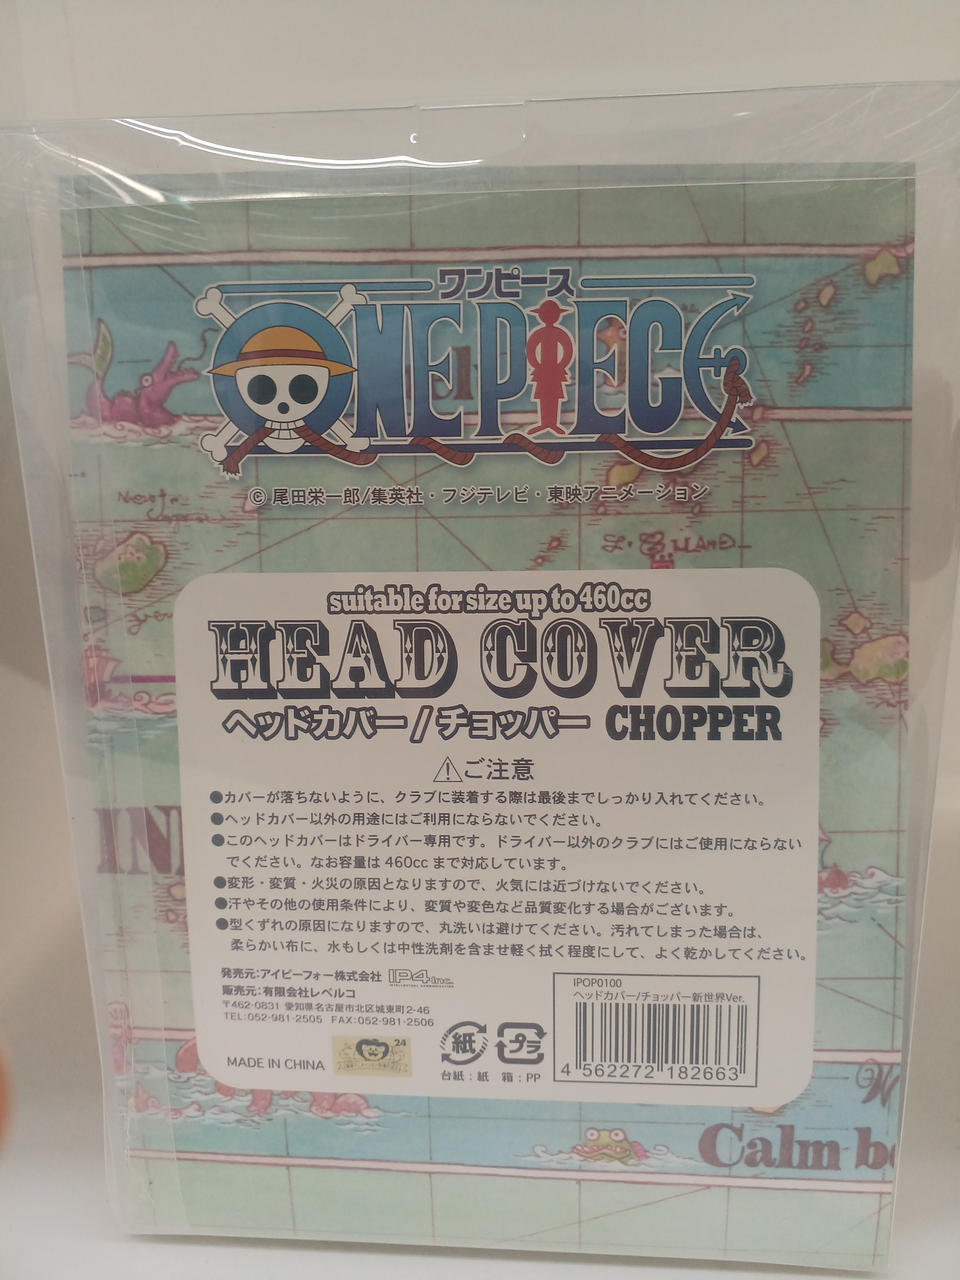 ワンピース
ONE PIECE
© 尾田栄一郎/集英社・フジテレビ・東映アニメーション
suitable for size up to 460cc
HEAD COVER
ヘッドカバー/チョッパー CHOPPER
⚠ご注意
●カバーが落ちないように、クラブに装着する際は最後までしっかり入れてください。
●ヘッドカバー以外の用途にはご利用にならないでください。
●このヘッドカバーはドライバー専用です。ドライバー以外のクラブにはご使用にならない
でください。なお容量は 460cc まで対応しています。
●変形・変質・火災の原因となりますので、火気には近づけないでください。
●汗やその他の使用条件により、変質や変色など品質変化する場合がございます。
●型くずれの原因になりますので、丸洗いは避けてください。汚れてしまった場合は、
柔らかい布に、水もしくは中性洗剤を含ませ軽く拭く程度にして、よく乾かしてください。
発売元:アイピーフォー株式会社 IP4 inc.
販売元:有限会社レベルコ
〒462-0831 愛知県名古屋市北区城東町2-46
TEL:052-981-2505 FAX:052-981-2506
MADE IN CHINA
24
紙
プラ
台紙:紙 箱:PP
IPOP0100
ヘッドカバー/チョッパー新世界Ver.
4 562272 182663
Calm be